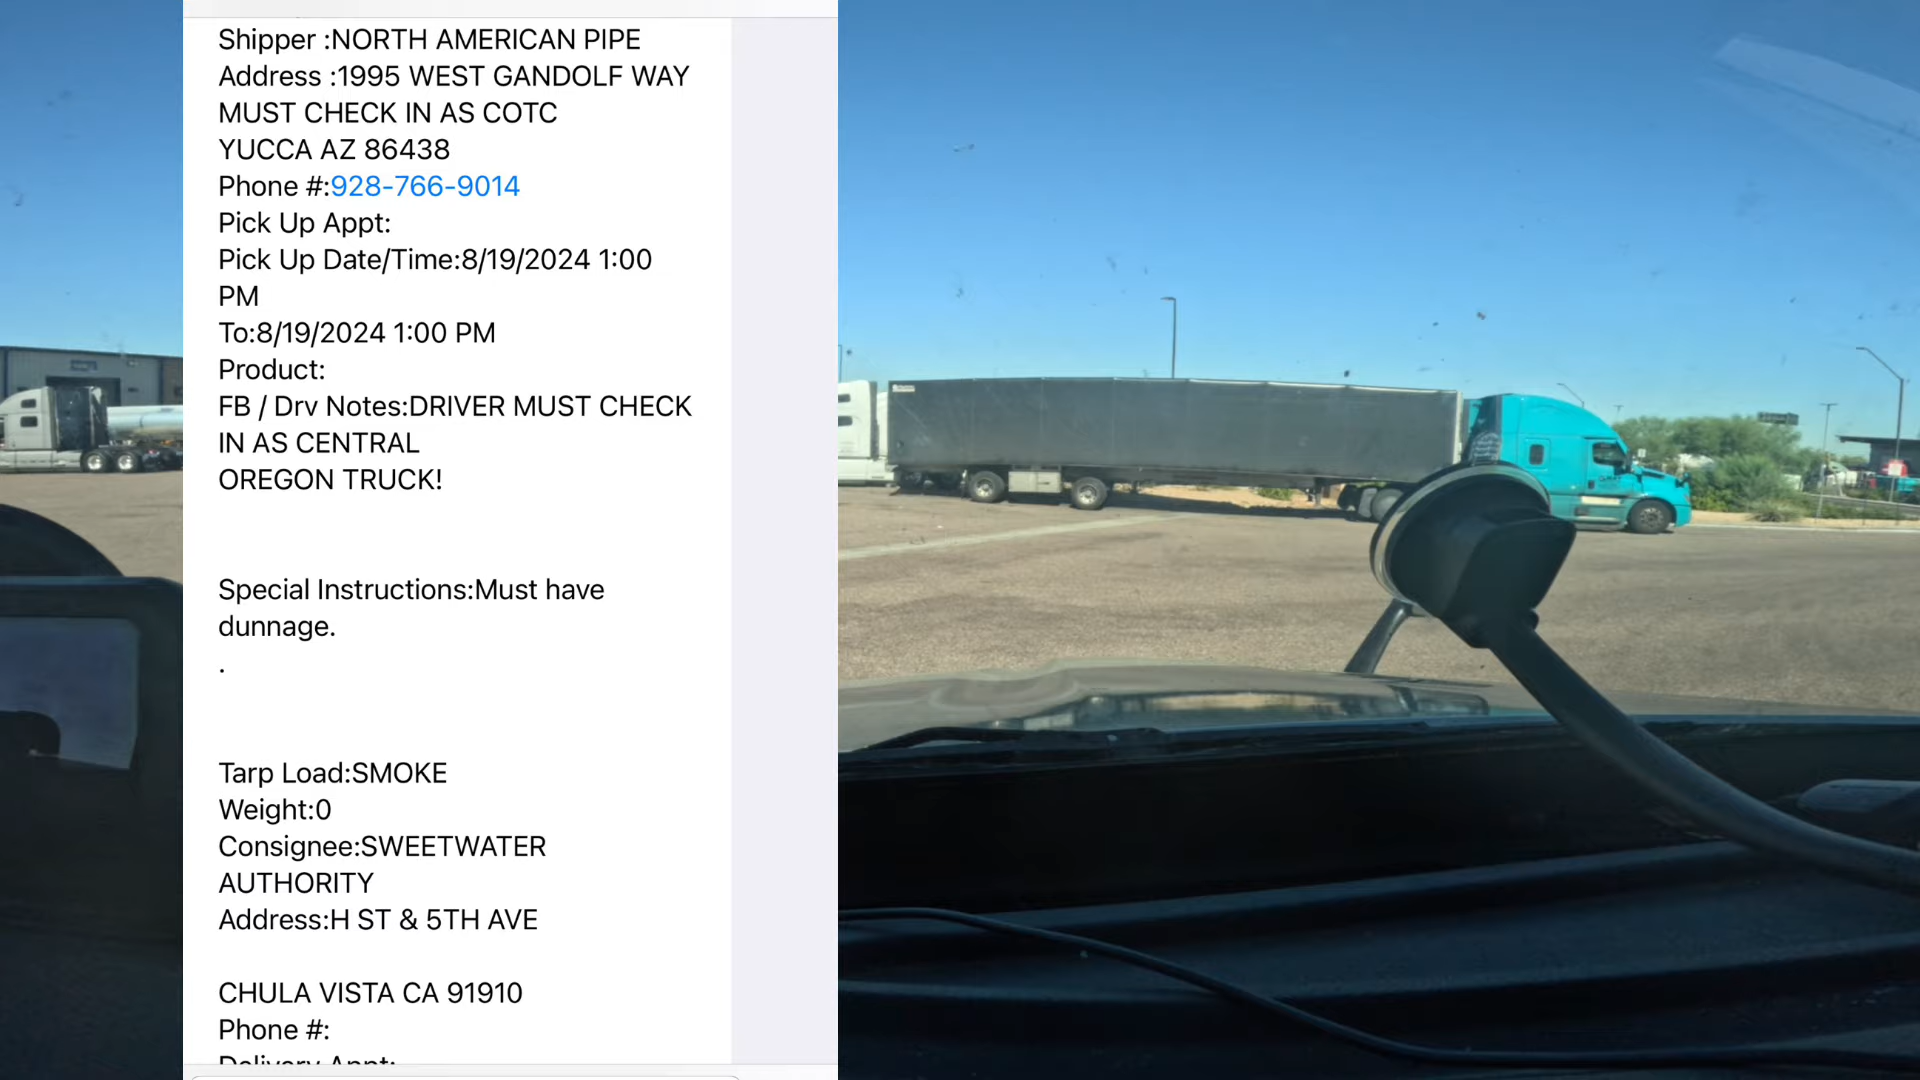 Shipper :NORTH AMERICAN PIPE
Address :1995 WEST GANDOLF WAY
MUST CHECK IN AS COTC
YUCCA AZ 86438
Phone #:928-766-9014
Pick Up Appt:
Pick Up Date/Time:8/19/2024 1:00
PM
To:8/19/2024 1:00 PM
Product:
FB / Drv Notes:DRIVER MUST CHECK
IN AS CENTRAL
OREGON TRUCK!
Special Instructions:Must have
dunnage.
.
Tarp Load:SMOKE
Weight:0
Consignee:SWEETWATER
AUTHORITY
Address:H ST & 5TH AVE
CHULA VISTA CA 91910
Phone #:
Delivery Appt: